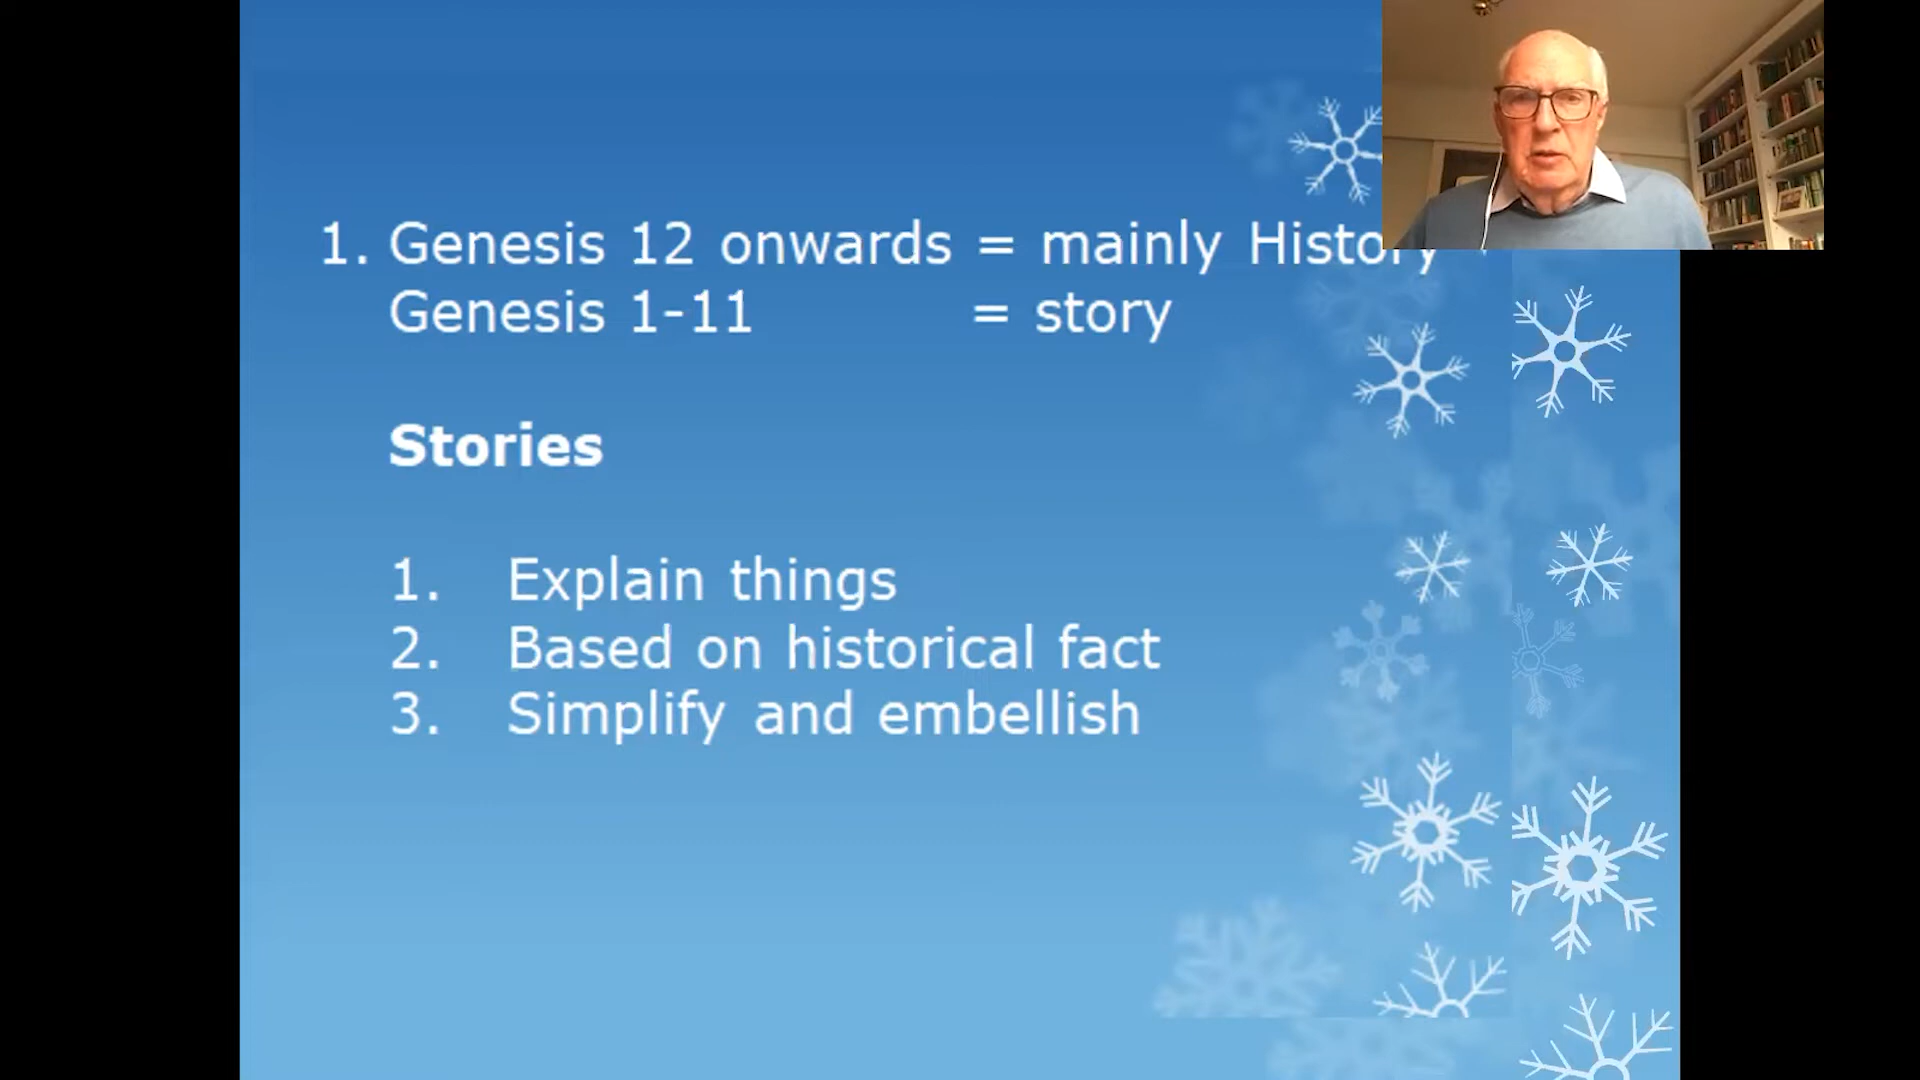 1. Genesis 12 onwards = mainly History
Genesis 1-11 = story
Stories
1. Explain things
2. Based on historical fact
3. Simplify and embellish